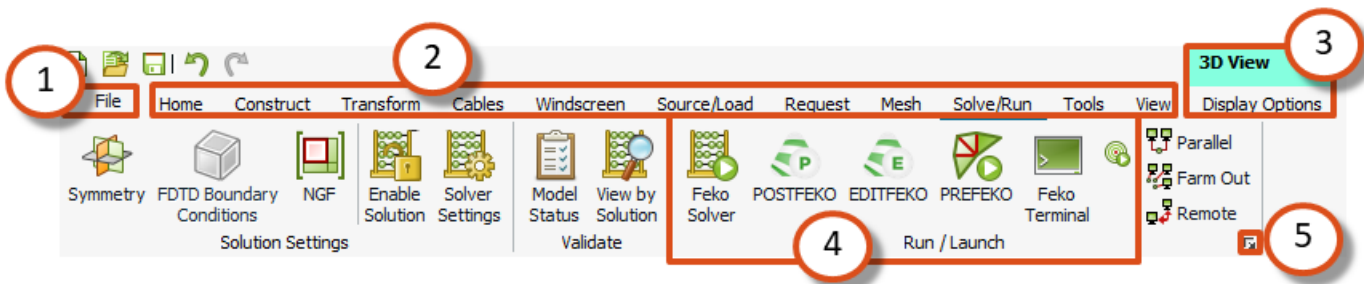 2
3
1
3D View
File Home Construct Transform Cables Windscreen Source/Load Request Mesh Solve/Run Tools View Display Options
Symmetry
FDTD Boundary
Conditions
NGF
Enable
Solution
Solver
Settings
Solution Settings
Model
Status
View by
Solution
Validate
Feko
Solver
P
POSTFEKO
E
EDITFEKO
PREFEKO
>_
Feko
Terminal
Run / Launch
4
Parallel
Farm Out
Remote
5